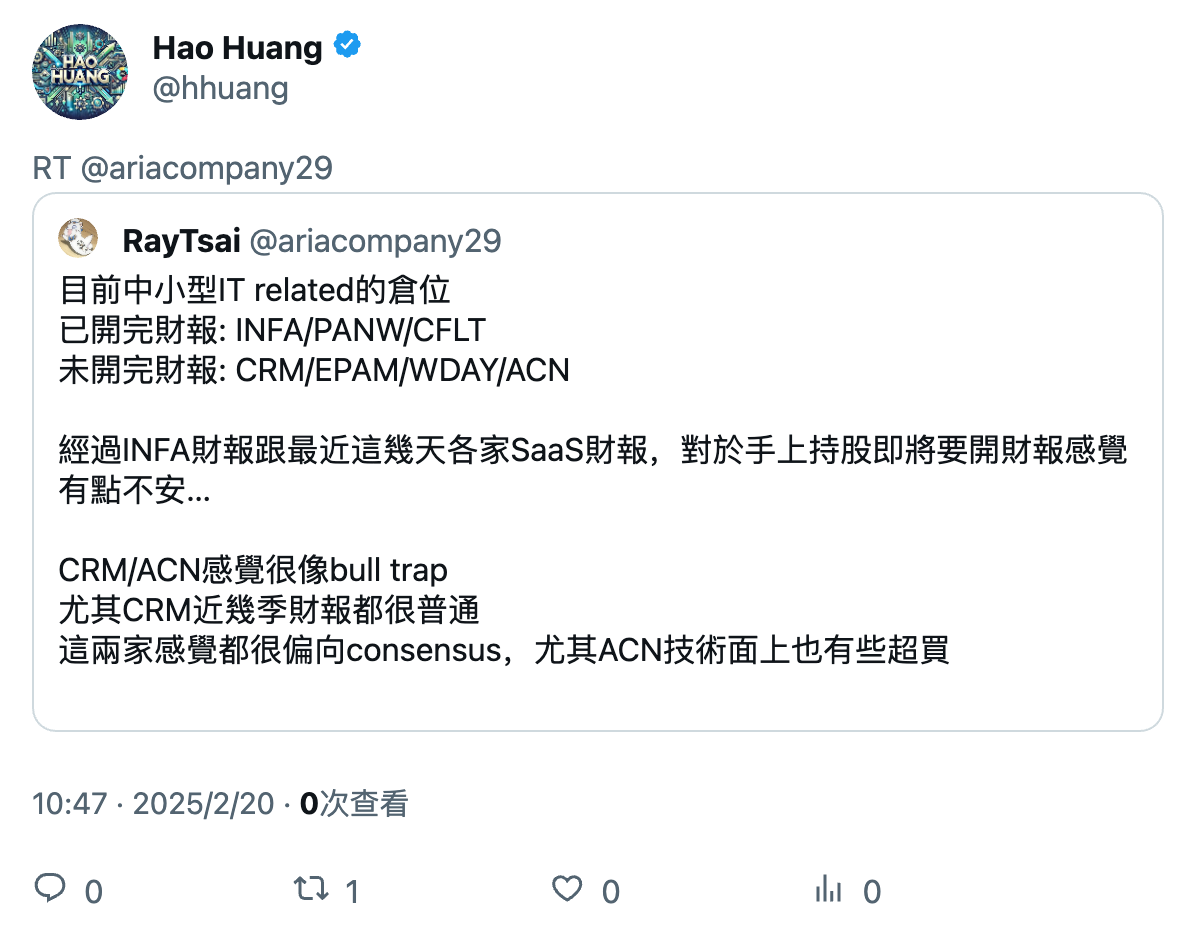 HAO
HUANG
Hao Huang
@hhuang
RT @ariacompany29
RayTsai @ariacompany29
目前中小型IT related的倉位
已開完財報: INFA/PANW/CFLT
未開完財報: CRM/EPAM/WDAY/ACN
經過INFA財報跟最近這幾天各家SaaS財報，對於手上持股即將要開財報感覺
有點不安...
CRM/ACN感覺很像bull trap
尤其CRM近幾季財報都很普通
這兩家感覺都很偏向consensus，尤其ACN技術面上也有些超買
10:47 · 2025/2/20 · 0次查看
0 1 0 0